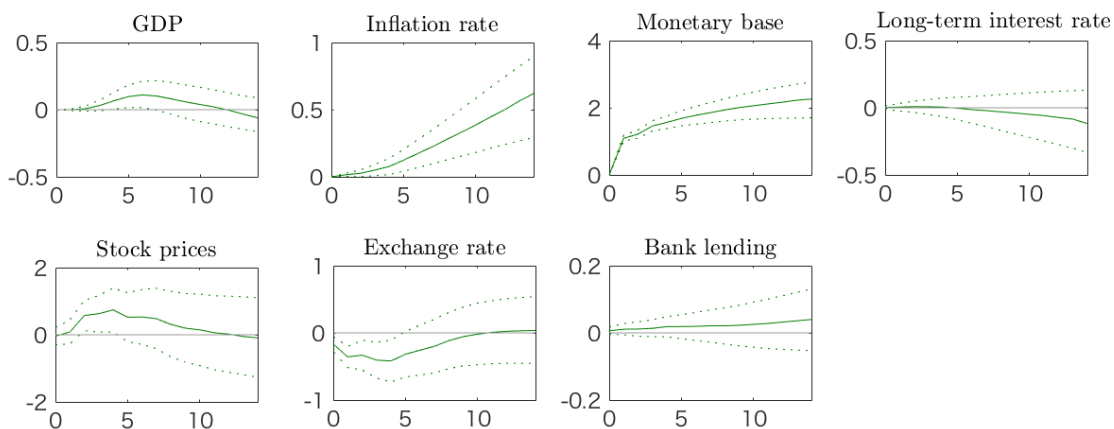 GDP
0.5
0
-0.5
0 5 10
Inflation rate
1
0.5
0
0 5 10
Monetary base
4
2
0
0 5 10
Long-term interest rate
0.5
0
-0.5
0 5 10
Stock prices
2
0
-2
0 5 10
Exchange rate
1
0
-1
0 5 10
Bank lending
0.2
0
-0.2
0 5 10